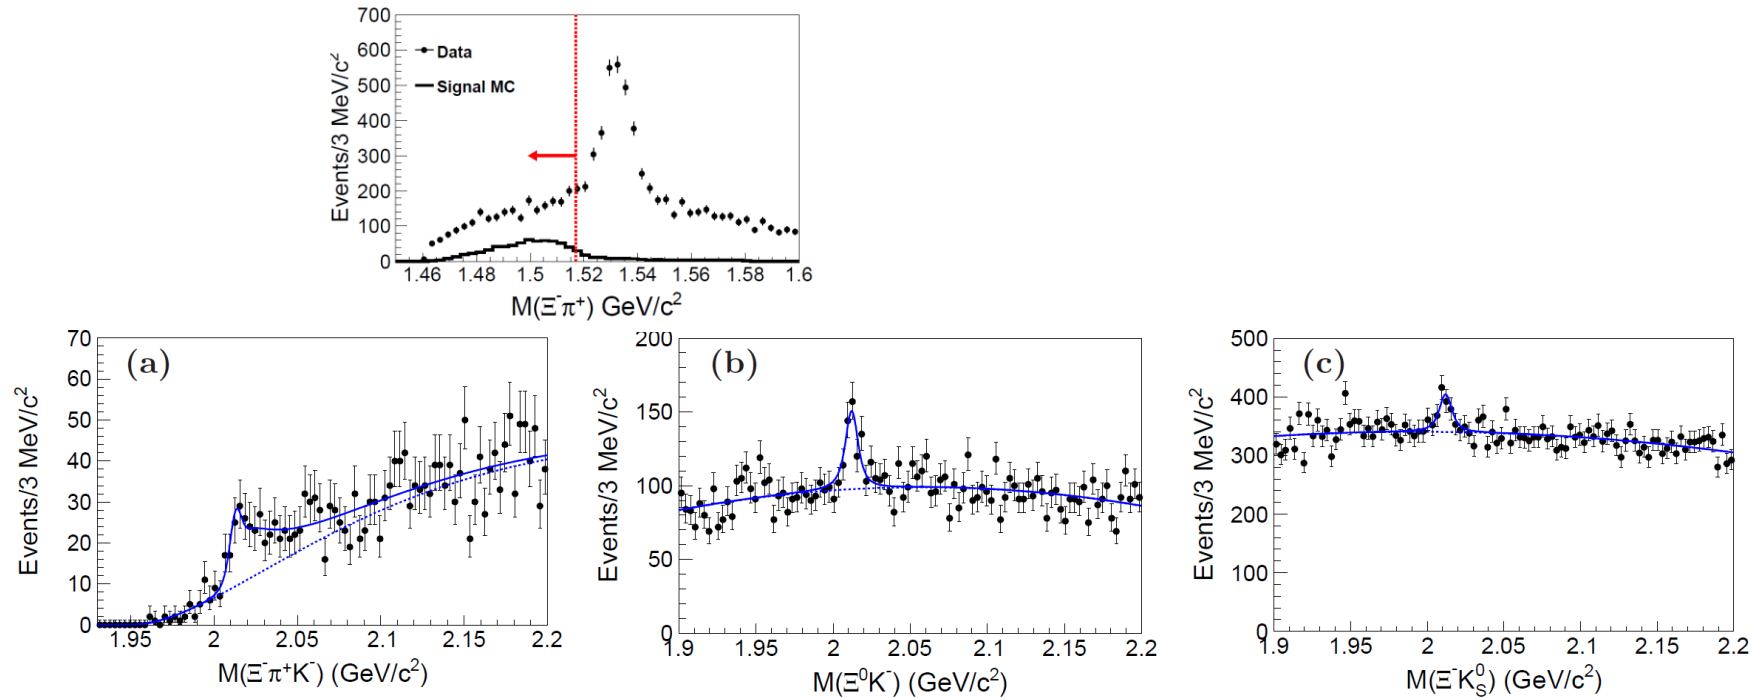 700
600
500
400
300
200
100
0
Events/3 MeV/c²
Data
Signal MC
1.46 1.48 1.5 1.52 1.54 1.56 1.58 1.6
M(Ξ⁻π⁺) GeV/c²
(a)
70
60
50
40
30
20
10
0
Events/3 MeV/c²
1.95 2 2.05 2.1 2.15 2.2
M(Ξ⁻π⁺K⁻) (GeV/c²)
(b)
200
150
100
50
0
Events/3 MeV/c²
1.9 1.95 2 2.05 2.1 2.15 2.2
M(Ξ⁰K⁻) (GeV/c²)
(c)
500
400
300
200
100
0
Events/3 MeV/c²
1.9 1.95 2 2.05 2.1 2.15 2.2
M(Ξ⁻K⁰_S) (GeV/c²)